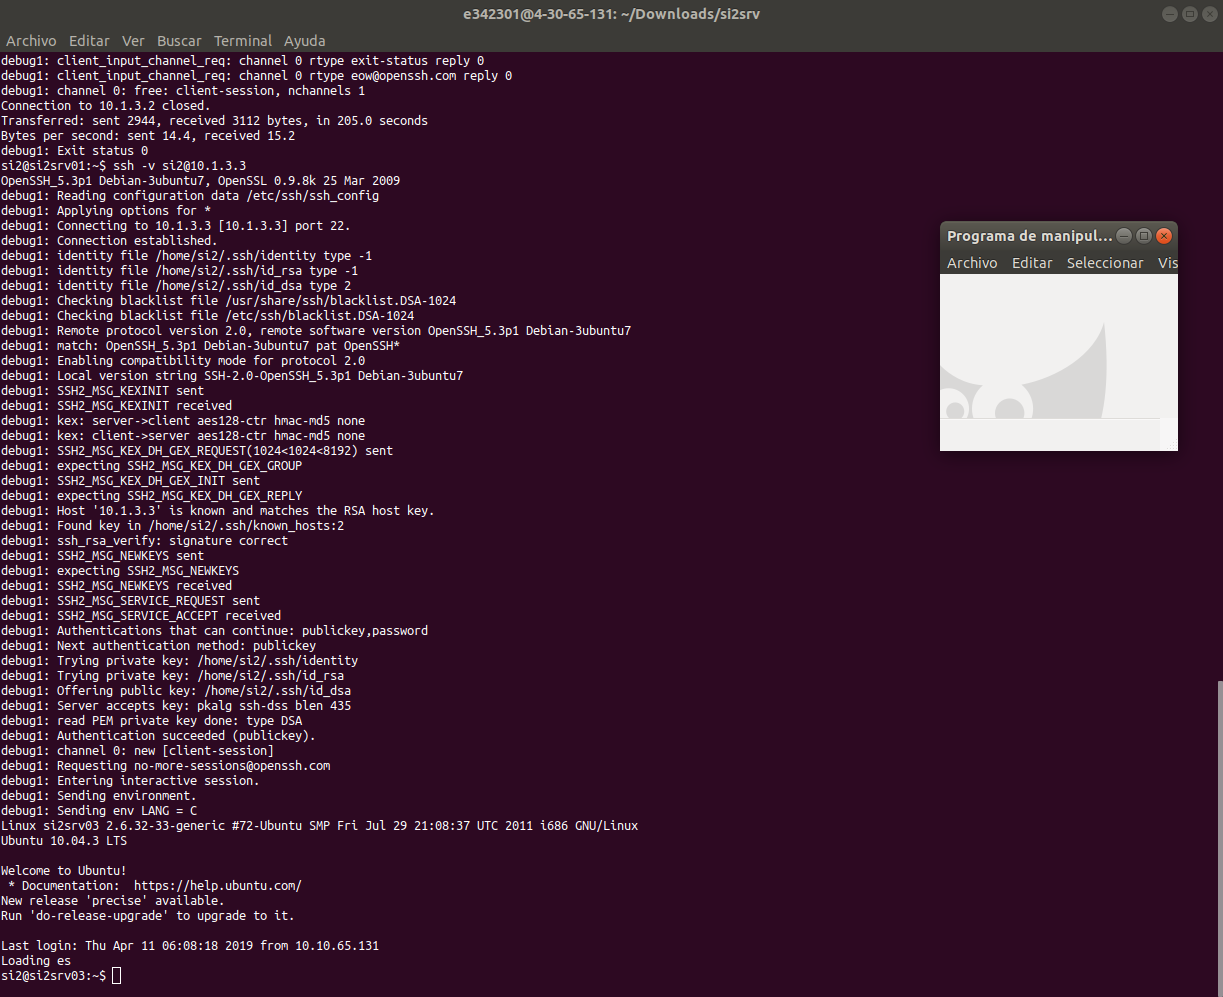 e342301@4-30-65-131: ~/Downloads/si2srv
Archivo Editar Ver Buscar Terminal Ayuda
debug1: client_input_channel_req: channel 0 rtype exit-status reply 0
debug1: client_input_channel_req: channel 0 rtype eow@openssh.com reply 0
debug1: channel 0: free: client-session, nchannels 1
Connection to 10.1.3.2 closed.
Transferred: sent 2944, received 3112 bytes, in 205.0 seconds
Bytes per second: sent 14.4, received 15.2
debug1: Exit status 0
si2@si2srv01:~$ ssh -v si2@10.1.3.3
OpenSSH_5.3p1 Debian-3ubuntu7, OpenSSL 0.9.8k 25 Mar 2009
debug1: Reading configuration data /etc/ssh/ssh_config
debug1: Applying options for *
debug1: Connecting to 10.1.3.3 [10.1.3.3] port 22.
debug1: Connection established.
debug1: identity file /home/si2/.ssh/identity type -1
debug1: identity file /home/si2/.ssh/id_rsa type -1
debug1: identity file /home/si2/.ssh/id_dsa type 2
debug1: Checking blacklist file /usr/share/ssh/blacklist.DSA-1024
debug1: Checking blacklist file /etc/ssh/blacklist.DSA-1024
debug1: Remote protocol version 2.0, remote software version OpenSSH_5.3p1 Debian-3ubuntu7
debug1: match: OpenSSH_5.3p1 Debian-3ubuntu7 pat OpenSSH*
debug1: Enabling compatibility mode for protocol 2.0
debug1: Local version string SSH-2.0-OpenSSH_5.3p1 Debian-3ubuntu7
debug1: SSH2_MSG_KEXINIT sent
debug1: SSH2_MSG_KEXINIT received
debug1: kex: server->client aes128-ctr hmac-md5 none
debug1: kex: client->server aes128-ctr hmac-md5 none
debug1: SSH2_MSG_KEX_DH_GEX_REQUEST(1024<1024<8192) sent
debug1: expecting SSH2_MSG_KEX_DH_GEX_GROUP
debug1: SSH2_MSG_KEX_DH_GEX_INIT sent
debug1: expecting SSH2_MSG_KEX_DH_GEX_REPLY
debug1: Host '10.1.3.3' is known and matches the RSA host key.
debug1: Found key in /home/si2/.ssh/known_hosts:2
debug1: ssh_rsa_verify: signature correct
debug1: SSH2_MSG_NEWKEYS sent
debug1: expecting SSH2_MSG_NEWKEYS
debug1: SSH2_MSG_NEWKEYS received
debug1: SSH2_MSG_SERVICE_REQUEST sent
debug1: SSH2_MSG_SERVICE_ACCEPT received
debug1: Authentications that can continue: publickey,password
debug1: Next authentication method: publickey
debug1: Trying private key: /home/si2/.ssh/identity
debug1: Trying private key: /home/si2/.ssh/id_rsa
debug1: Offering public key: /home/si2/.ssh/id_dsa
debug1: Server accepts key: pkalg ssh-dss blen 435
debug1: read PEM private key done: type DSA
debug1: Authentication succeeded (publickey).
debug1: channel 0: new [client-session]
debug1: Requesting no-more-sessions@openssh.com
debug1: Entering interactive session.
debug1: Sending environment.
debug1: Sending env LANG = C
Linux si2srv03 2.6.32-33-generic #72-Ubuntu SMP Fri Jul 29 21:08:37 UTC 2011 i686 GNU/Linux
Ubuntu 10.04.3 LTS
Welcome to Ubuntu!
* Documentation: https://help.ubuntu.com/
New release 'precise' available.
Run 'do-release-upgrade' to upgrade to it.
Last login: Thu Apr 11 06:08:18 2019 from 10.10.65.131
Loading es
si2@si2srv03:~$
Programa de manipul...
Archivo Editar Seleccionar Vis